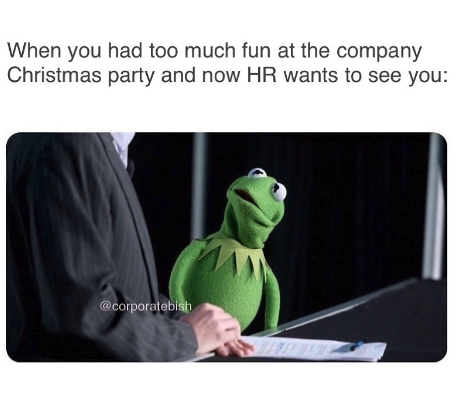 When you had too much fun at the company
Christmas party and now HR wants to see you:
@corporatebish